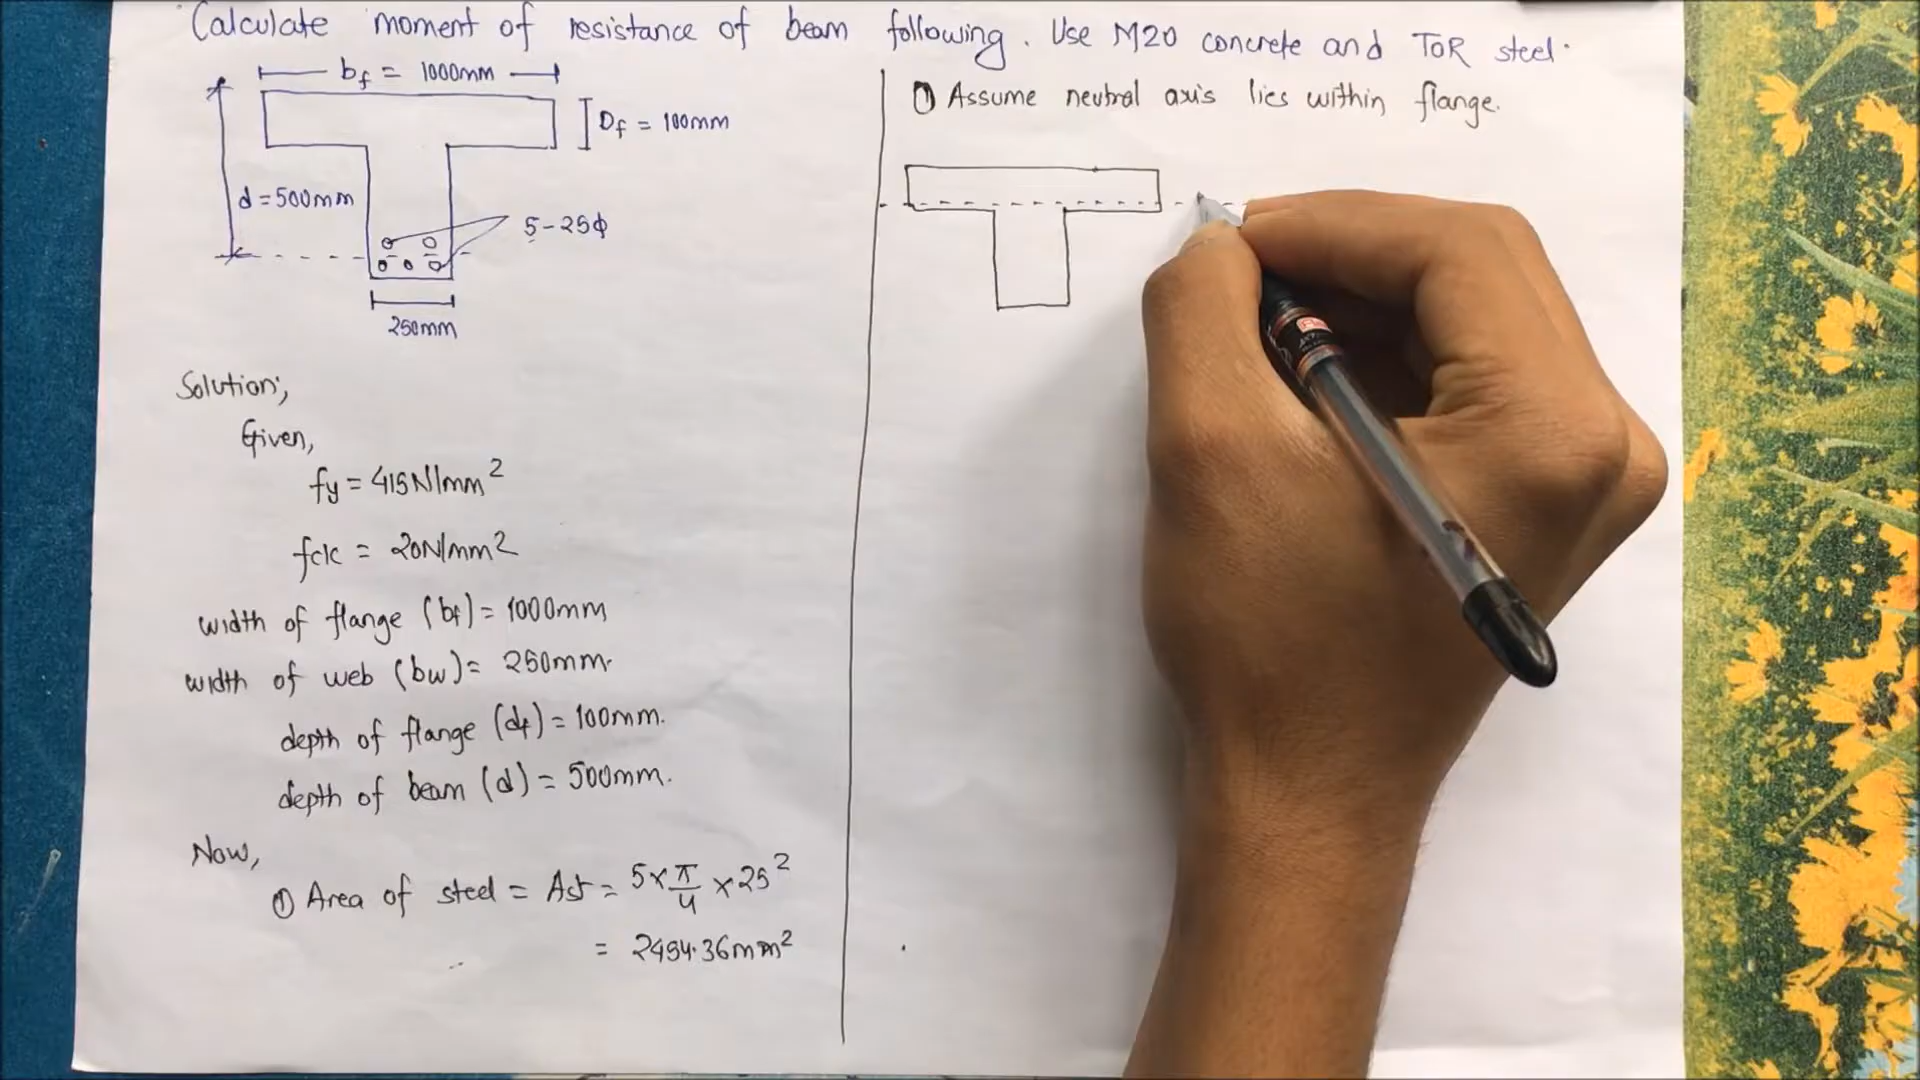 Calculate moment of resistance of beam following. Use M20 concrete and TOR steel.
bf = 1000mm
Df = 100mm
d = 500mm
5-25ϕ
250mm
Solution;
Given,
fy = 415N/mm2
fck = 20N/mm2
width of flange (bf) = 1000mm
width of web (bw) = 250mm.
depth of flange (df) = 100mm.
depth of beam (d) = 500mm.
Now,
① Area of steel = Ast = 5×π/4 ×25²
= 2454.36mm²
① Assume neutral axis lies within flange.